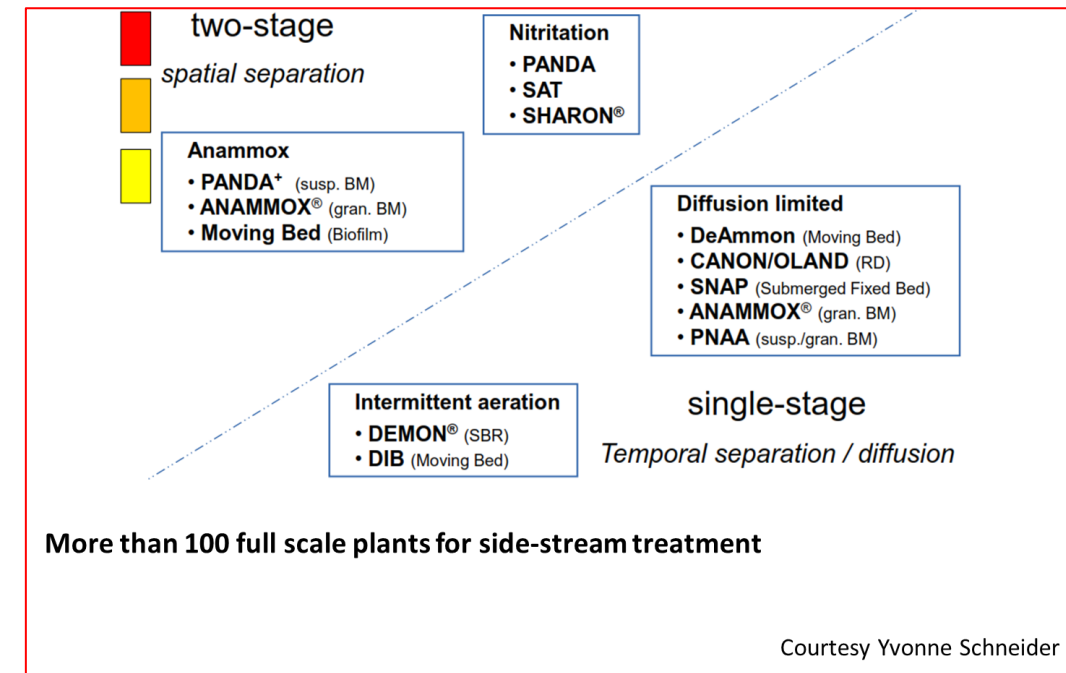 two-stage
spatial separation
Nitritation
• PANDA
• SAT
• SHARON®
Anammox
• PANDA⁺ (susp. BM)
• ANAMMOX® (gran. BM)
• Moving Bed (Biofilm)
Diffusion limited
• DeAmmon (Moving Bed)
• CANON/OLAND (RD)
• SNAP (Submerged Fixed Bed)
• ANAMMOX® (gran. BM)
• PNAA (susp./gran. BM)
Intermittent aeration
• DEMON® (SBR)
• DIB (Moving Bed)
single-stage
Temporal separation / diffusion
More than 100 full scale plants for side-stream treatment
Courtesy Yvonne Schneider